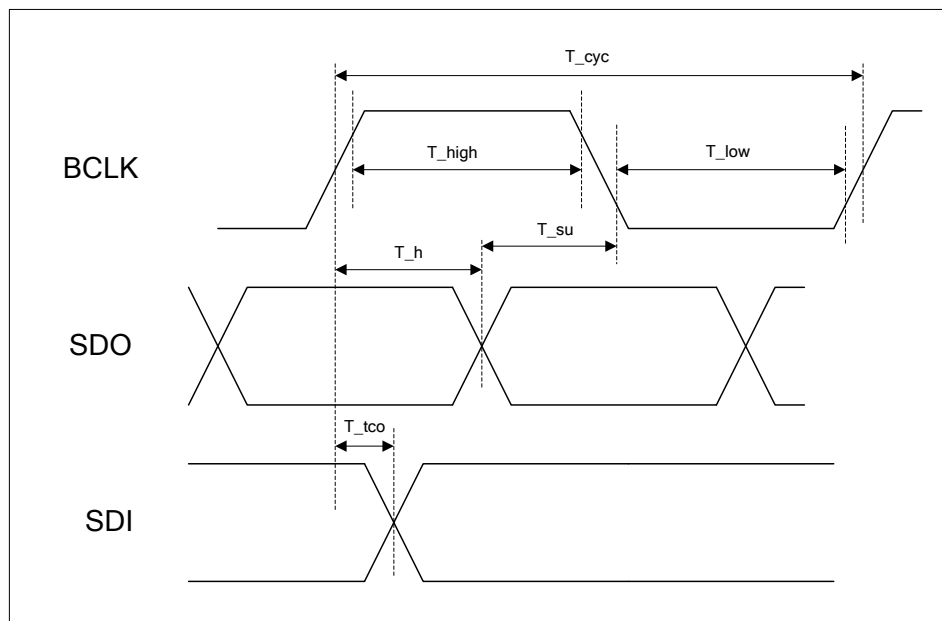 T_cyc
BCLK
T_high
T_low
T_su
T_h
SDO
T_tco
SDI